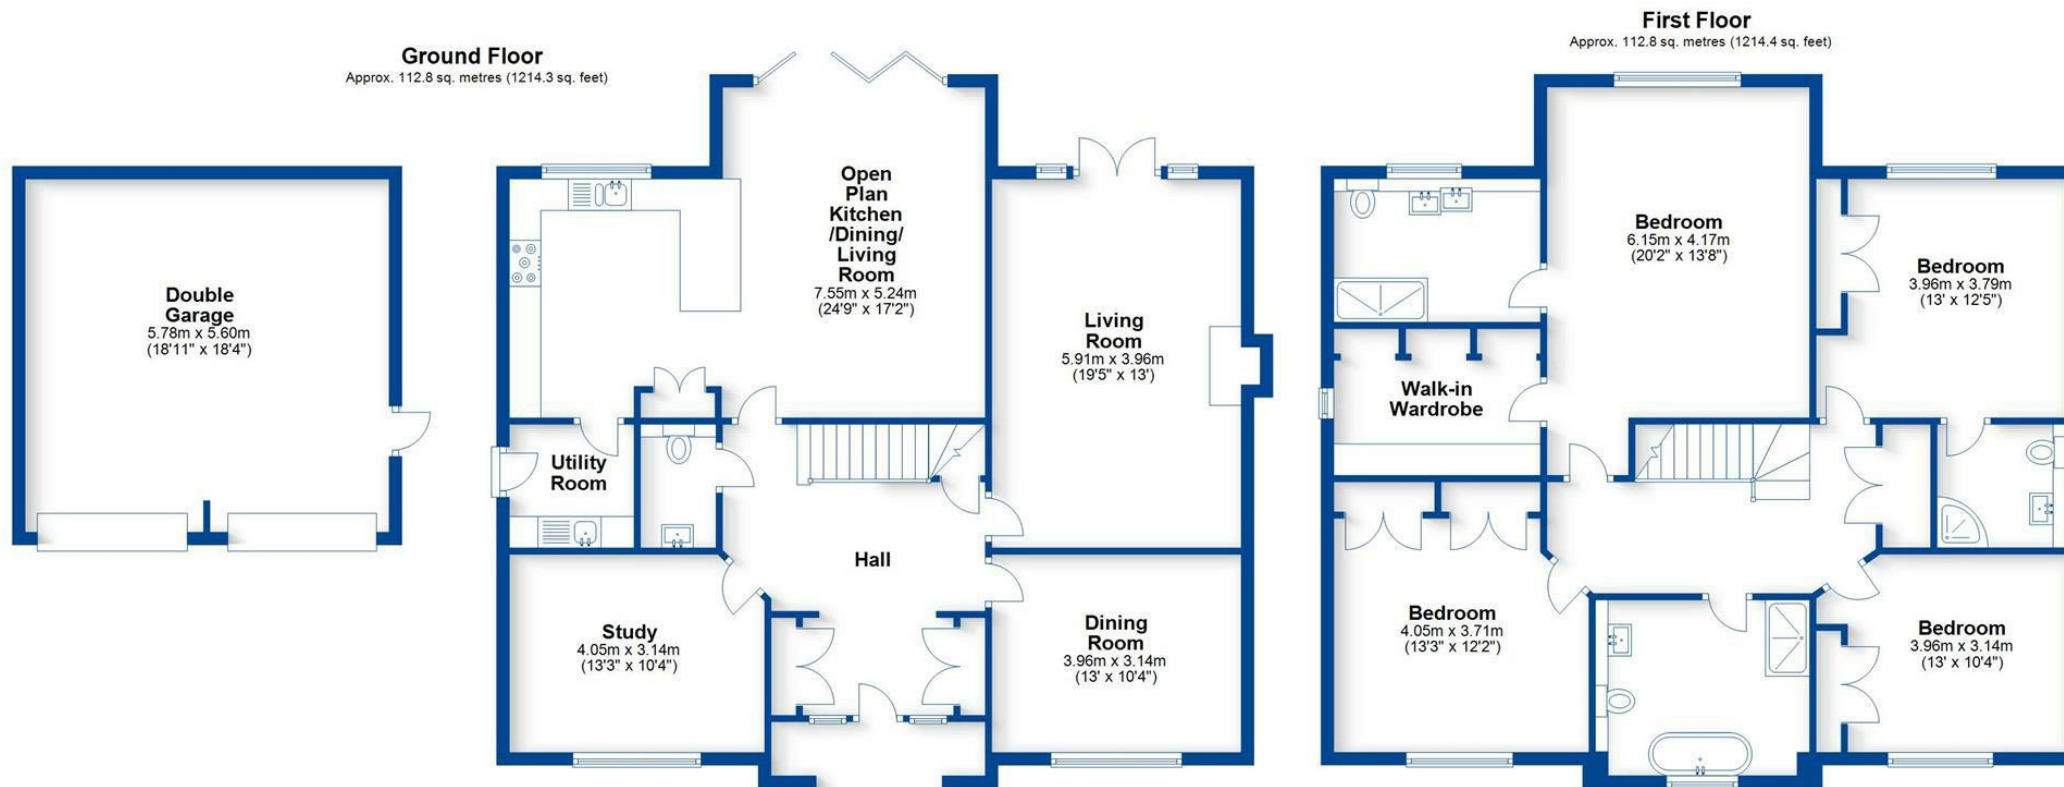 Ground Floor
Approx. 112.8 sq. metres (1214.3 sq. feet)
Double
Garage
5.78m x 5.60m
(18'11" x 18'4")
Open
Plan
Kitchen
/Dining/
Living
Room
7.55m x 5.24m
(24'9" x 17'2")
Living
Room
5.91m x 3.96m
(19'5" x 13')
Utility
Room
Hall
Study
4.05m x 3.14m
(13'3" x 10'4")
Dining
Room
3.96m x 3.14m
(13' x 10'4")
First Floor
Approx. 112.8 sq. metres (1214.4 sq. feet)
Bedroom
6.15m x 4.17m
(20'2" x 13'8")
Bedroom
3.96m x 3.79m
(13' x 12'5")
Walk-in
Wardrobe
Bedroom
4.05m x 3.71m
(13'3" x 12'2")
Bedroom
3.96m x 3.14m
(13' x 10'4")